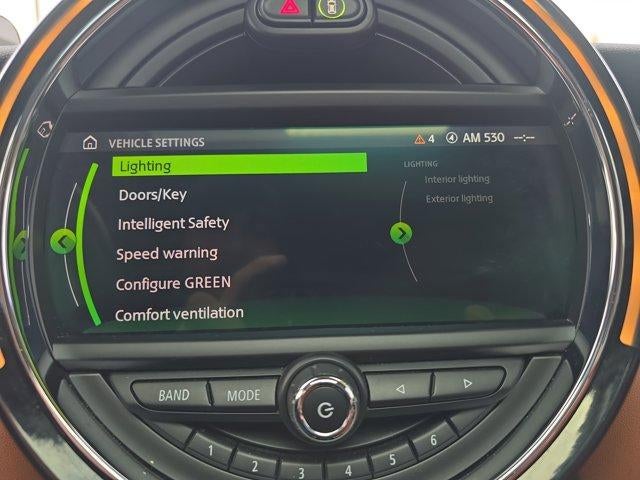 VEHICLE SETTINGS 4 AM 530 --:--
Lighting
Doors/Key
Intelligent Safety
Speed warning
Configure GREEN
Comfort ventilation
LIGHTING
Interior lighting
Exterior lighting
BAND MODE
1 2 3 4 5 6